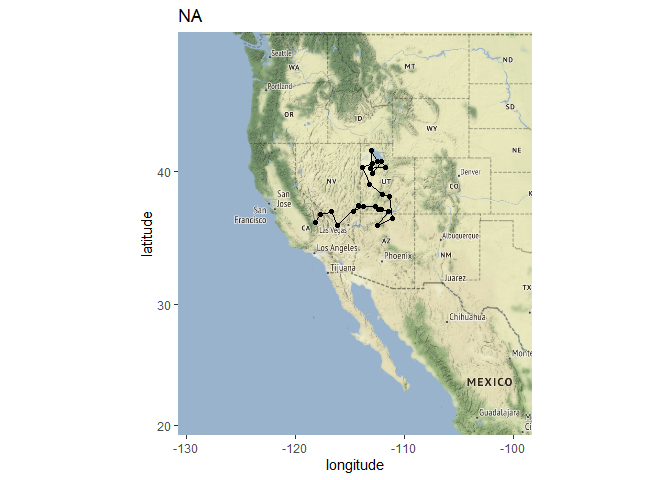 NA
Seattle
WA
MT
ND
Portland
OR
ID
SD
WY
NE
40
NV
UT
Denver
CO
San
Jose
San
Francisco
CA
Las Vegas
Los Angeles
AZ
Albuquerque
NM
Phoenix
Tijuana
Juarez
TX
latitude
30
Chihuahua
Monte
MEXICO
Guadalajara
M
Ci
20
-130
-120
-110
-100
longitude